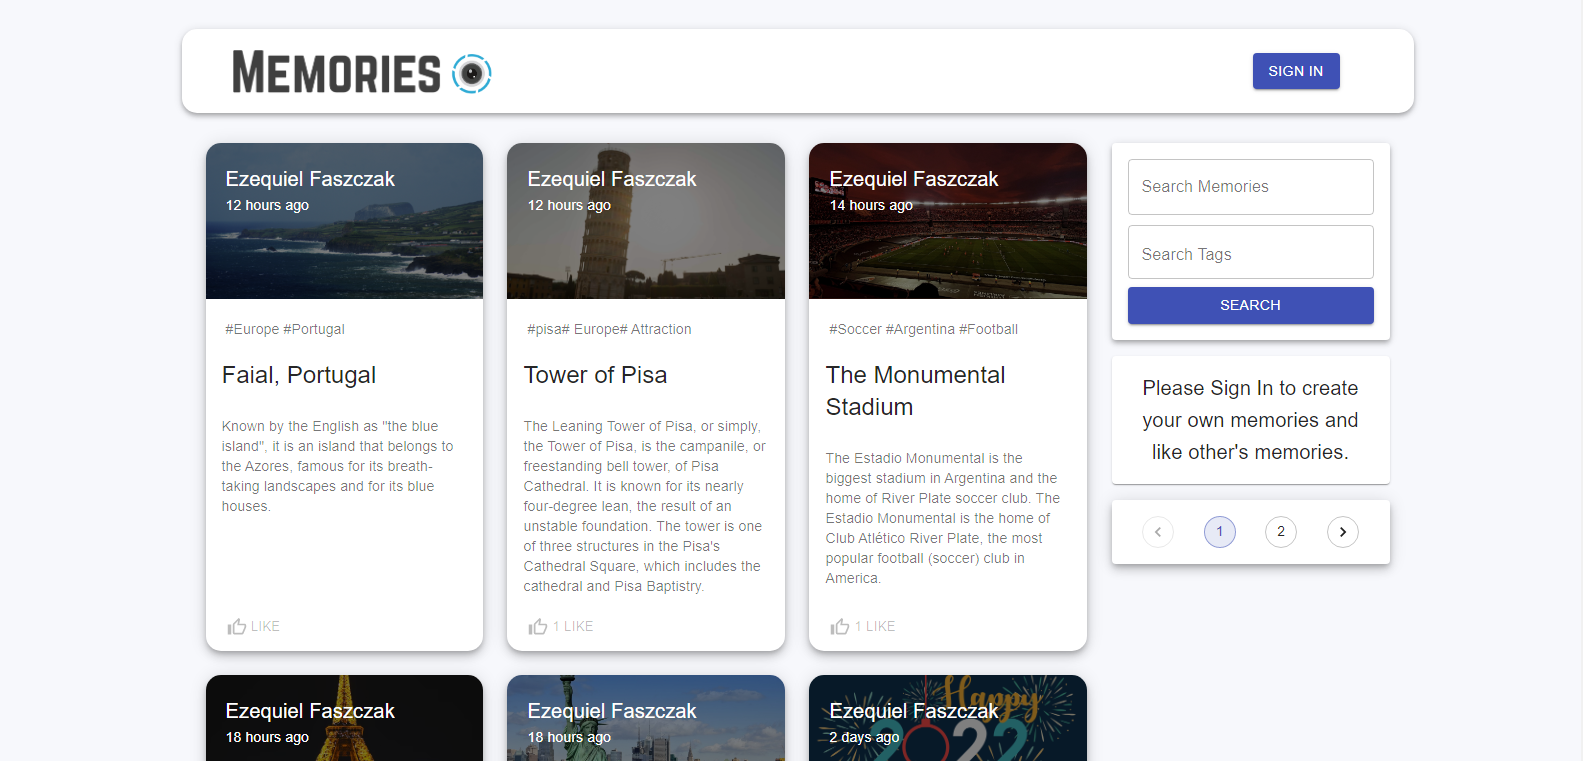 MEMORIES
SIGN IN
Ezequiel Faszczak
12 hours ago
#Europe #Portugal
Faial, Portugal
Known by the English as "the blue
island", it is an island that belongs to
the Azores, famous for its breath-
taking landscapes and for its blue
houses.
LIKE
Ezequiel Faszczak
12 hours ago
#pisa# Europe# Attraction
Tower of Pisa
The Leaning Tower of Pisa, or simply,
the Tower of Pisa, is the campanile, or
freestanding bell tower, of Pisa
Cathedral. It is known for its nearly
four-degree lean, the result of an
unstable foundation. The tower is one
of three structures in the Pisa's
Cathedral Square, which includes the
cathedral and Pisa Baptistry.
1 LIKE
Ezequiel Faszczak
14 hours ago
#Soccer #Argentina #Football
The Monumental
Stadium
The Estadio Monumental is the
biggest stadium in Argentina and the
home of River Plate soccer club. The
Estadio Monumental is the home of
Club Atlético River Plate, the most
popular football (soccer) club in
America.
1 LIKE
Search Memories
Search Tags
SEARCH
Please Sign In to create
your own memories and
like other's memories.
1
2
Ezequiel Faszczak
18 hours ago
Ezequiel Faszczak
18 hours ago
Happy
2022
Ezequiel Faszczak
2 days ago